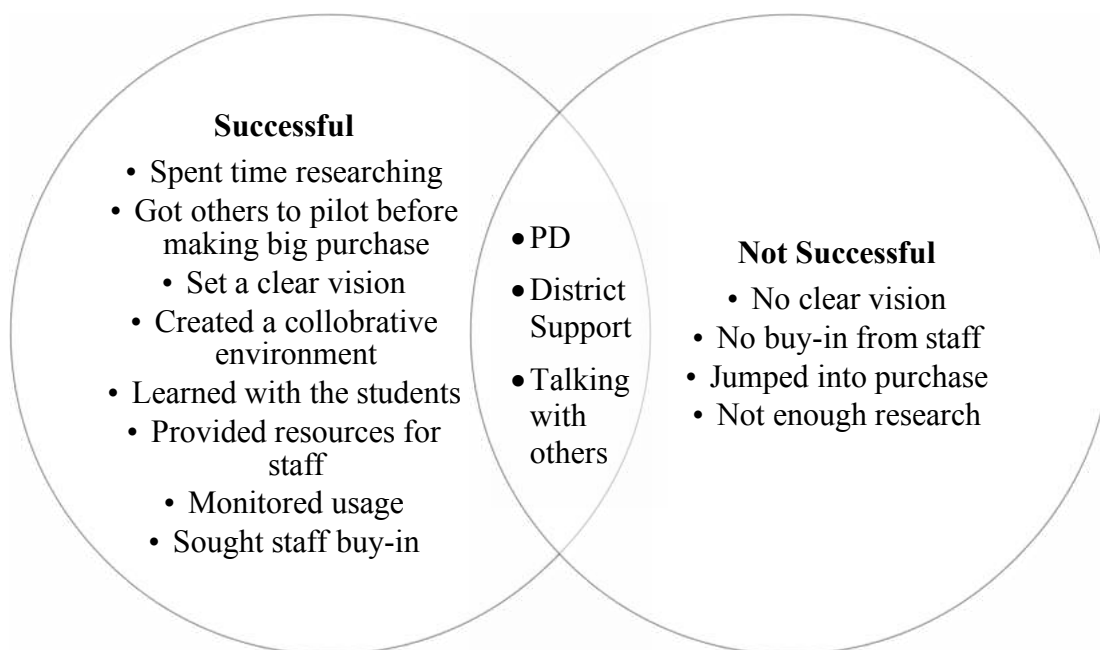 Successful
• Spent time researching
• Got others to pilot before
making big purchase
• Set a clear vision
• Created a collobrative
environment
• Learned with the students
• Provided resources for
staff
• Monitored usage
• Sought staff buy-in
• PD
• District
Support
• Talking
with
others
Not Successful
• No clear vision
• No buy-in from staff
• Jumped into purchase
• Not enough research